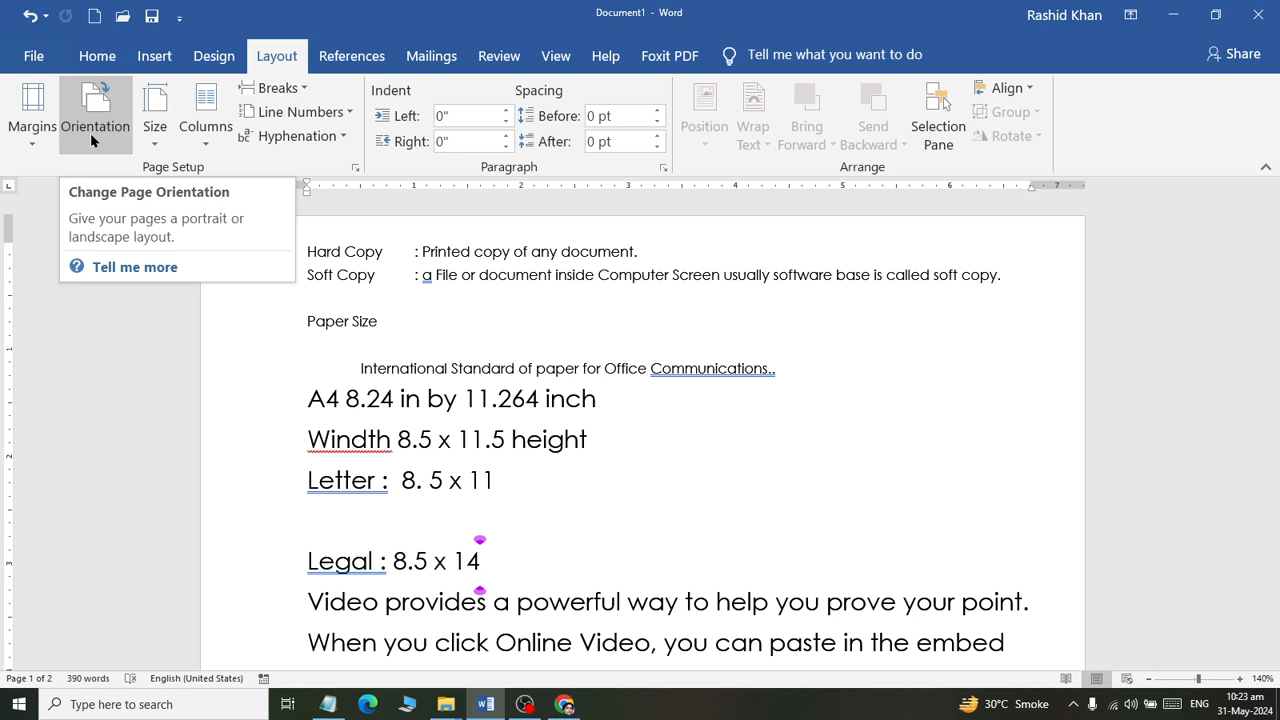 Document1 - Word
Rashid Khan
File Home Insert Design Layout References Mailings Review View Help Foxit PDF Tell me what you want to do Share
Margins Orientation Size Columns
Breaks
Line Numbers
Hyphenation
Page Setup
Indent Spacing
Left: 0" Before: 0 pt
Right: 0" After: 0 pt
Paragraph
Position
Wrap Text
Bring Forward
Send Backward
Selection Pane
Align
Group
Rotate
Arrange
1 2 3 4 5 6 7
Change Page Orientation
Give your pages a portrait or
landscape layout.
Tell me more
Hard Copy : Printed copy of any document.
Soft Copy : a File or document inside Computer Screen usually software base is called soft copy.
Paper Size
International Standard of paper for Office Communications..
A4 8.24 in by 11.264 inch
Windth 8.5 x 11.5 height
Letter : 8. 5 x 11
Legal : 8.5 x 14
Video provides a powerful way to help you prove your point.
When you click Online Video, you can paste in the embed
Page 1 of 2 390 words English (United States) 140%
Type here to search
30°C Smoke ENG
10:23 am
31-May-2024